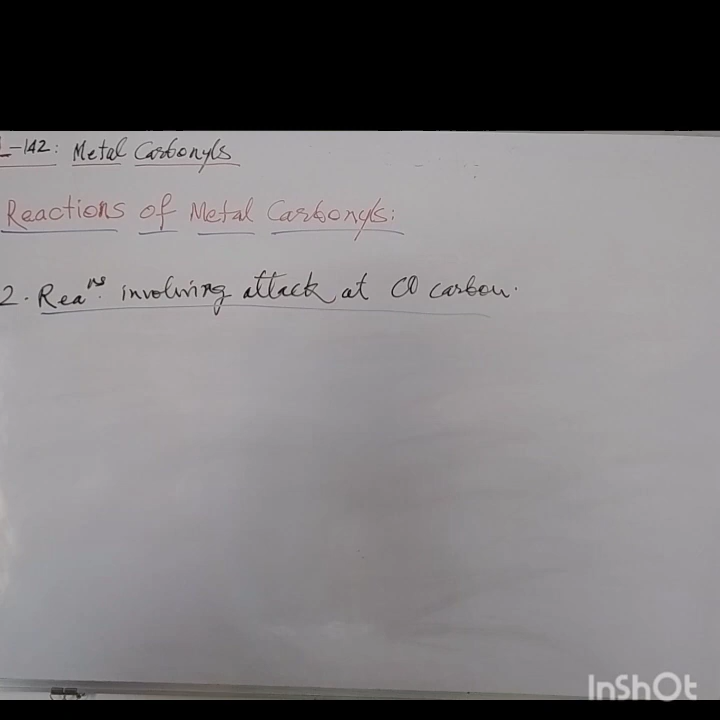 L-142: Metal Carbonyls
Reactions of Metal Carbonyls:
2. Reaⁿˢ. involving attack at CO carbon.
InShOt